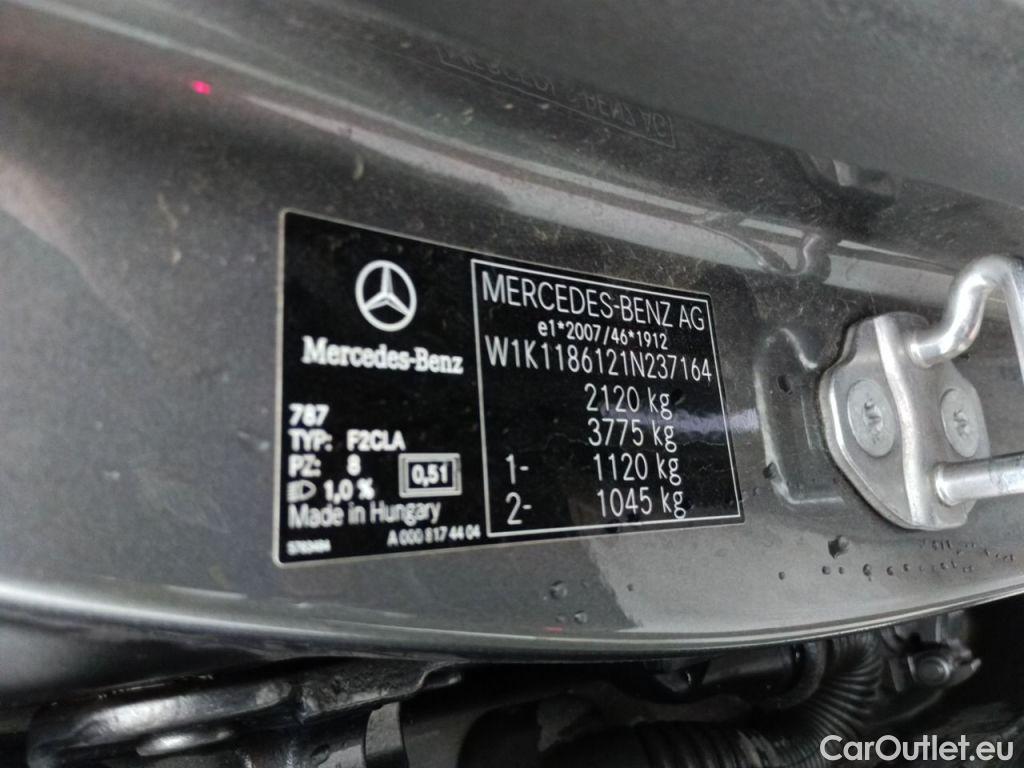 Mercedes-Benz
787
TYP: F2CLA
PZ: 8
1,0 %
0,51
Made in Hungary
A 000 817 44 04
MERCEDES-BENZ AG
e1*2007/46*1912
W1K1186121N237164
2120 kg
3775 kg
1- 1120 kg
2- 1045 kg
CarOutlet.eu